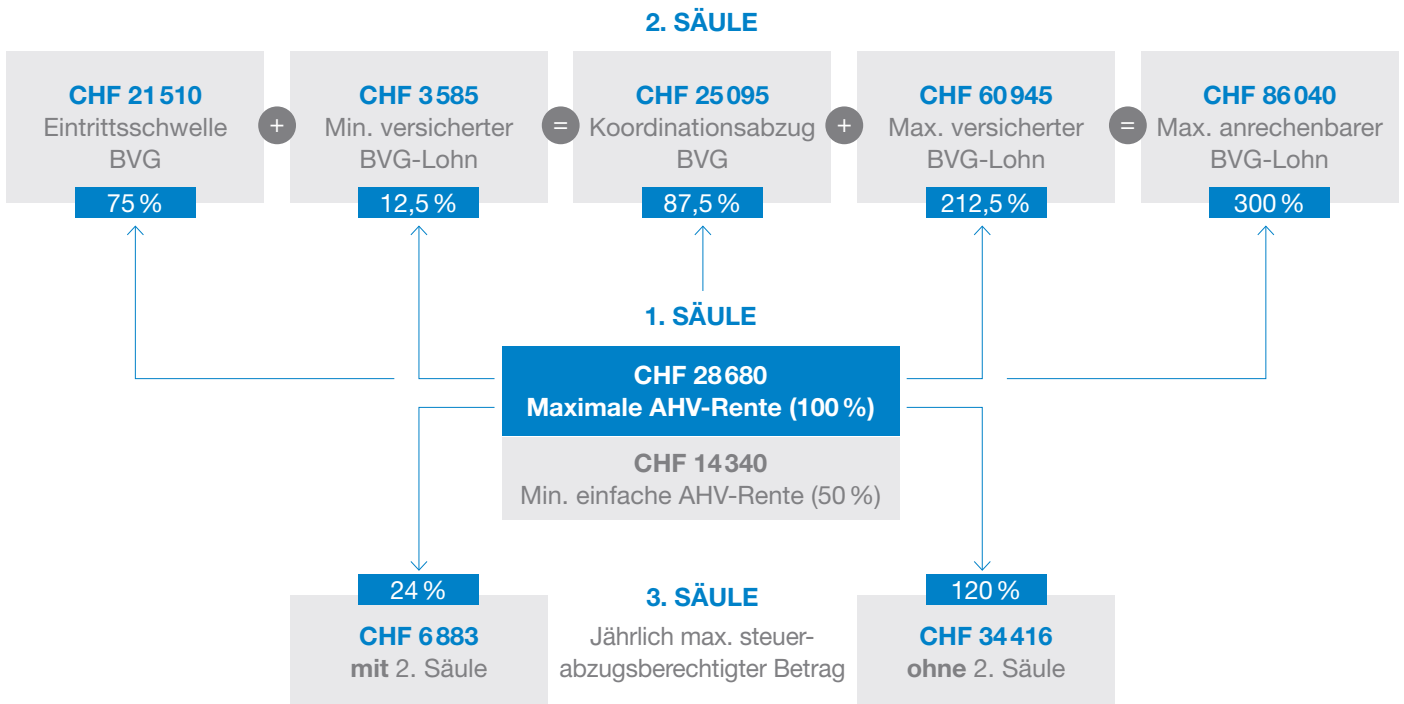 2. SÄULE
CHF 21 510
Eintrittsschwelle
BVG
75 %
+
CHF 3 585
Min. versicherter
BVG-Lohn
12,5 %
=
CHF 25 095
Koordinationsabzug
BVG
87,5 %
+
CHF 60 945
Max. versicherter
BVG-Lohn
212,5 %
=
CHF 86 040
Max. anrechenbarer
BVG-Lohn
300 %
1. SÄULE
CHF 28 680
Maximale AHV-Rente (100 %)
CHF 14 340
Min. einfache AHV-Rente (50 %)
24 %
CHF 6 883
mit 2. Säule
3. SÄULE
Jährlich max. steuer-
abzugsberechtigter Betrag
120 %
CHF 34 416
ohne 2. Säule